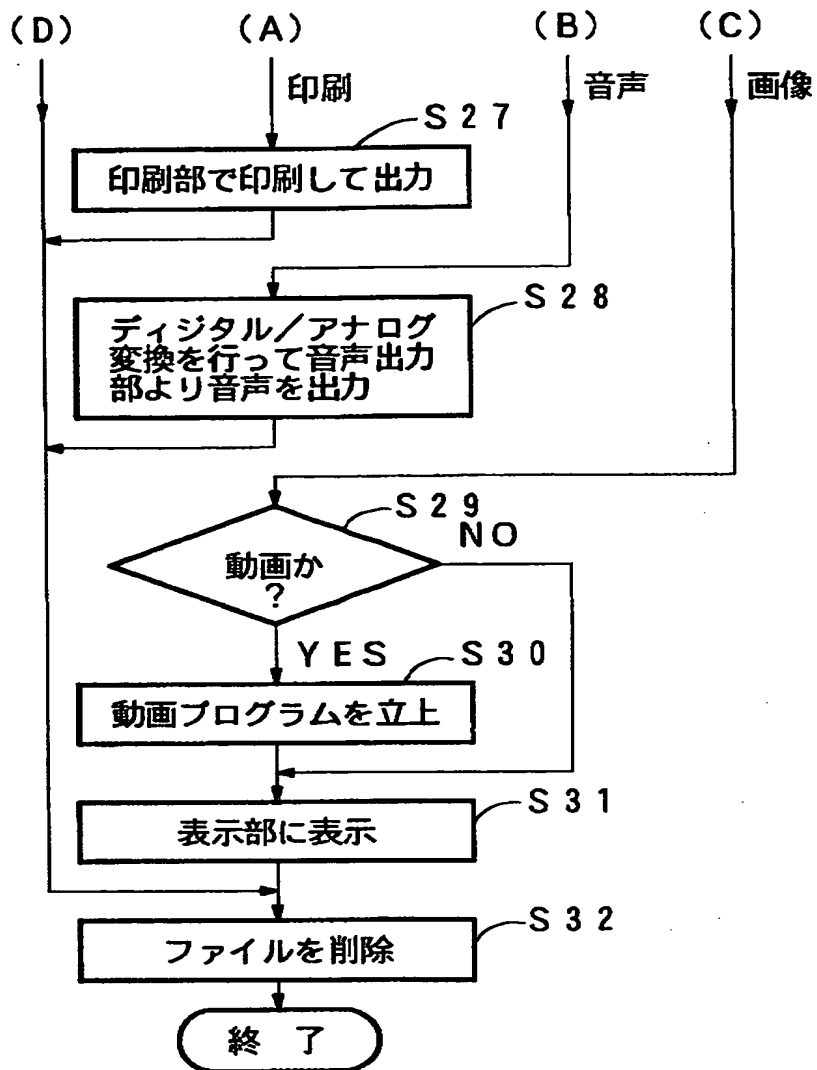 (D) (A) (B) (C)
印刷 音声 画像
S27
印刷部で印刷して出力
S28
ディジタル/アナログ
変換を行って音声出力
部より音声を出力
S29
NO
動画か
?
YES S30
動画プログラムを立上
S31
表示部に表示
S32
ファイルを削除
終 了